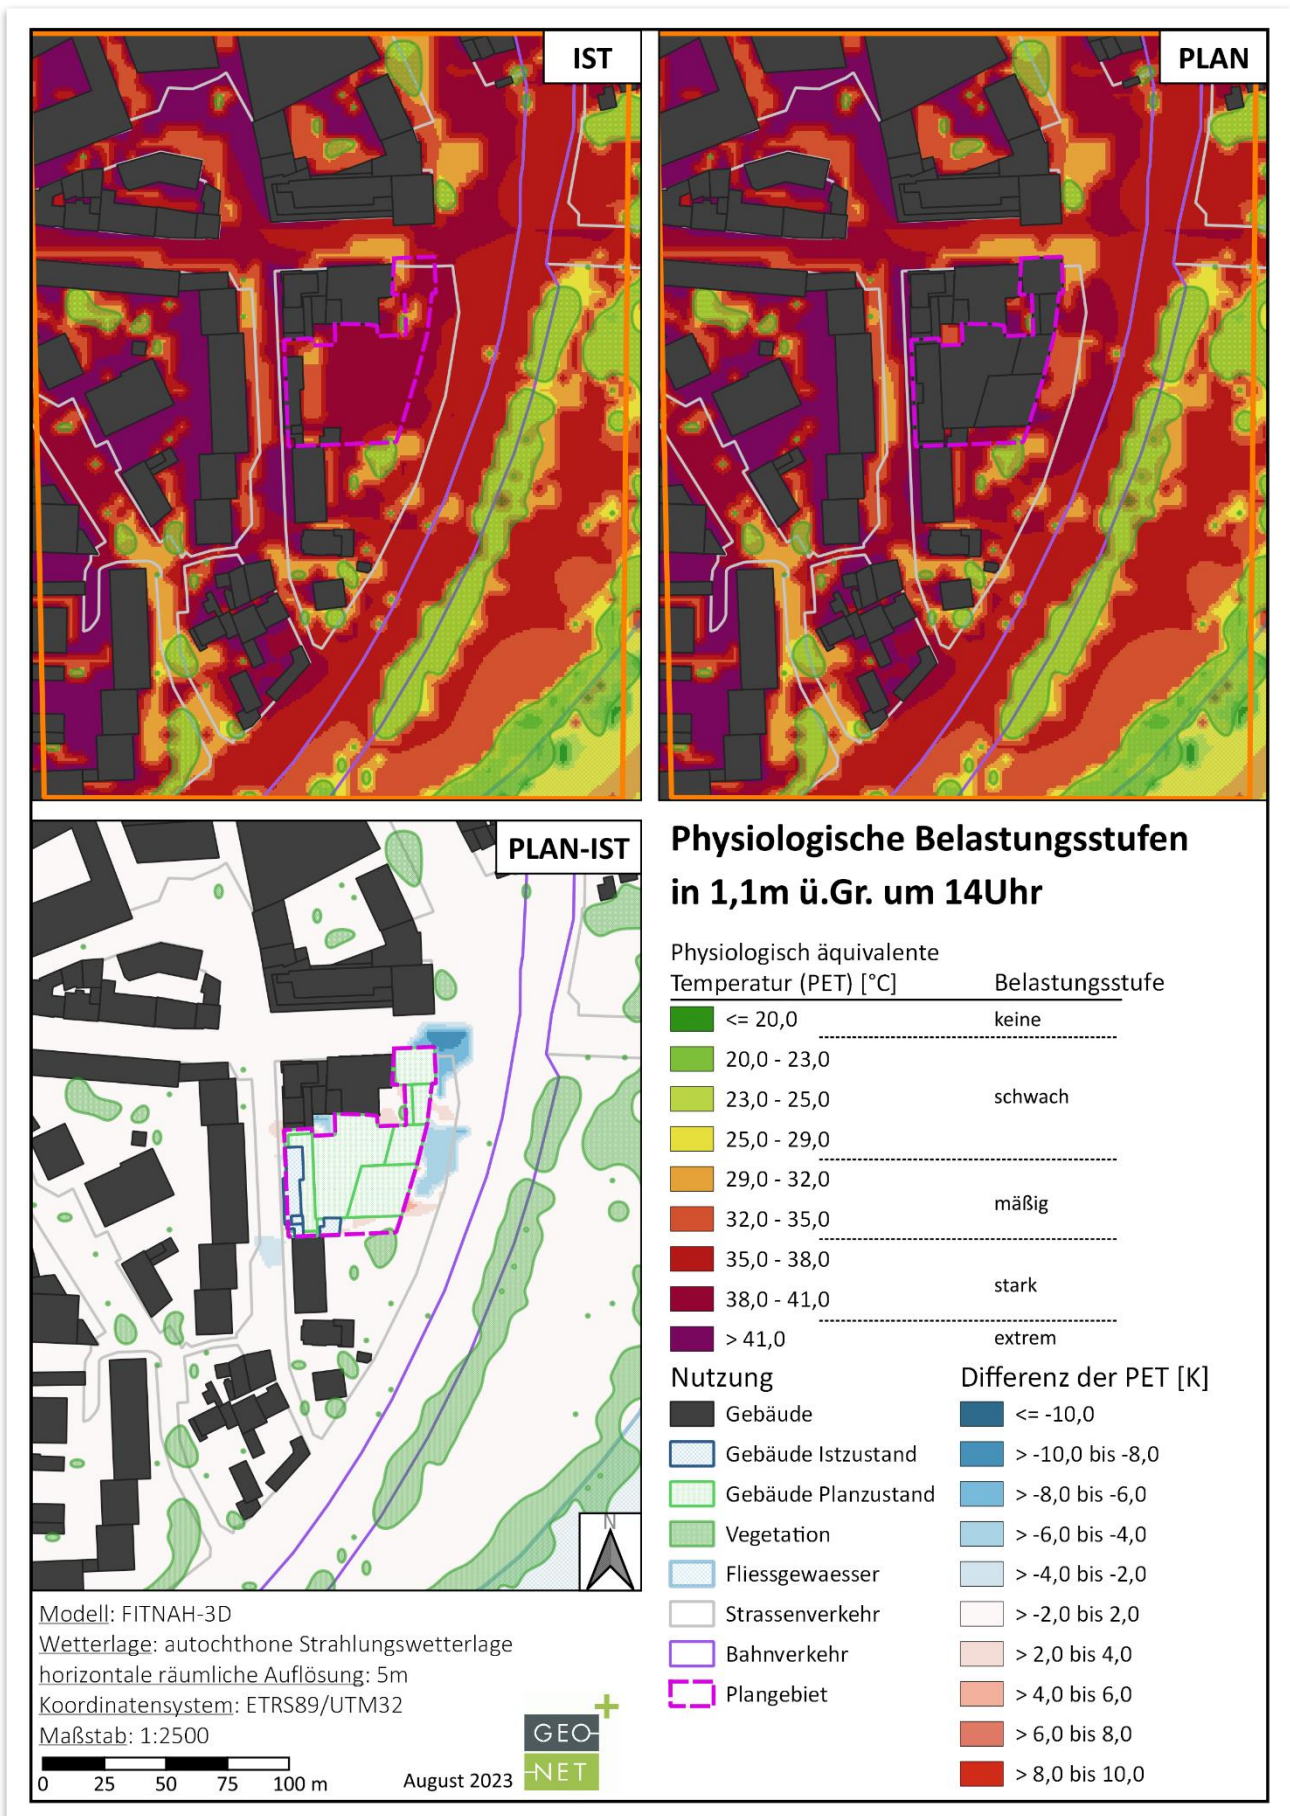 IST
PLAN
PLAN-IST
N
Physiologische Belastungsstufen
in 1,1m ü.Gr. um 14Uhr
Physiologisch äquivalente
Temperatur (PET) [°C] Belastungsstufe
<= 20,0 keine
20,0 - 23,0
23,0 - 25,0 schwach
25,0 - 29,0
29,0 - 32,0
mäßig
32,0 - 35,0
35,0 - 38,0
stark
38,0 - 41,0
> 41,0 extrem
Nutzung
Gebäude
Gebäude Istzustand
Gebäude Planzustand
Vegetation
Fliessgewaesser
Strassenverkehr
Bahnverkehr
Plangebiet
Differenz der PET [K]
<= -10,0
> -10,0 bis -8,0
> -8,0 bis -6,0
> -6,0 bis -4,0
> -4,0 bis -2,0
> -2,0 bis 2,0
> 2,0 bis 4,0
> 4,0 bis 6,0
> 6,0 bis 8,0
> 8,0 bis 10,0
Modell: FITNAH-3D
Wetterlage: autochthone Strahlungswetterlage
horizontale räumliche Auflösung: 5m
Koordinatensystem: ETRS89/UTM32
Maßstab: 1:2500
0 25 50 75 100 m
August 2023
GEO-
NET